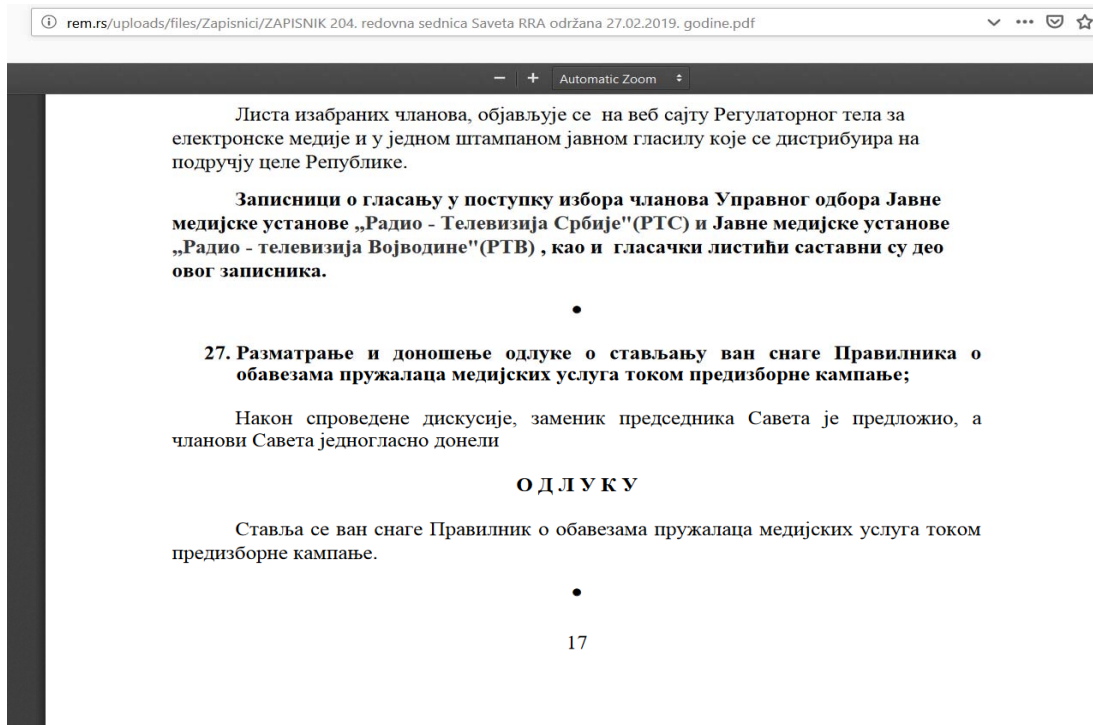 rem.rs/uploads/files/Zapisnici/ZAPISNIK 204. redovna sednica Saveta RRA održana 27.02.2019. godine.pdf
Automatic Zoom
Листа изабраних чланова, објављује се на веб сајту Регулаторног тела за
електронске медије и у једном штампаном јавном гласилу које се дистрибуира на
подручју целе Републике.
Записници о гласању у поступку избора чланова Управног одбора Јавне
медијске установе „Радио - Телевизија Србије"(РТС) и Јавне медијске установе
„Радио - телевизија Војводине"(РТВ) , као и гласачки листићи саставни су део
овог записника.
•
27. Разматрање и доношење одлуке о стављању ван снаге Правилника о
обавезама пружалаца медијских услуга током предизборне кампање;
Након спроведене дискусије, заменик председника Савета је предложио, а
чланови Савета једногласно донели
О Д Л У К У
Ставља се ван снаге Правилник о обавезама пружалаца медијских услуга током
предизборне кампање.
•
17